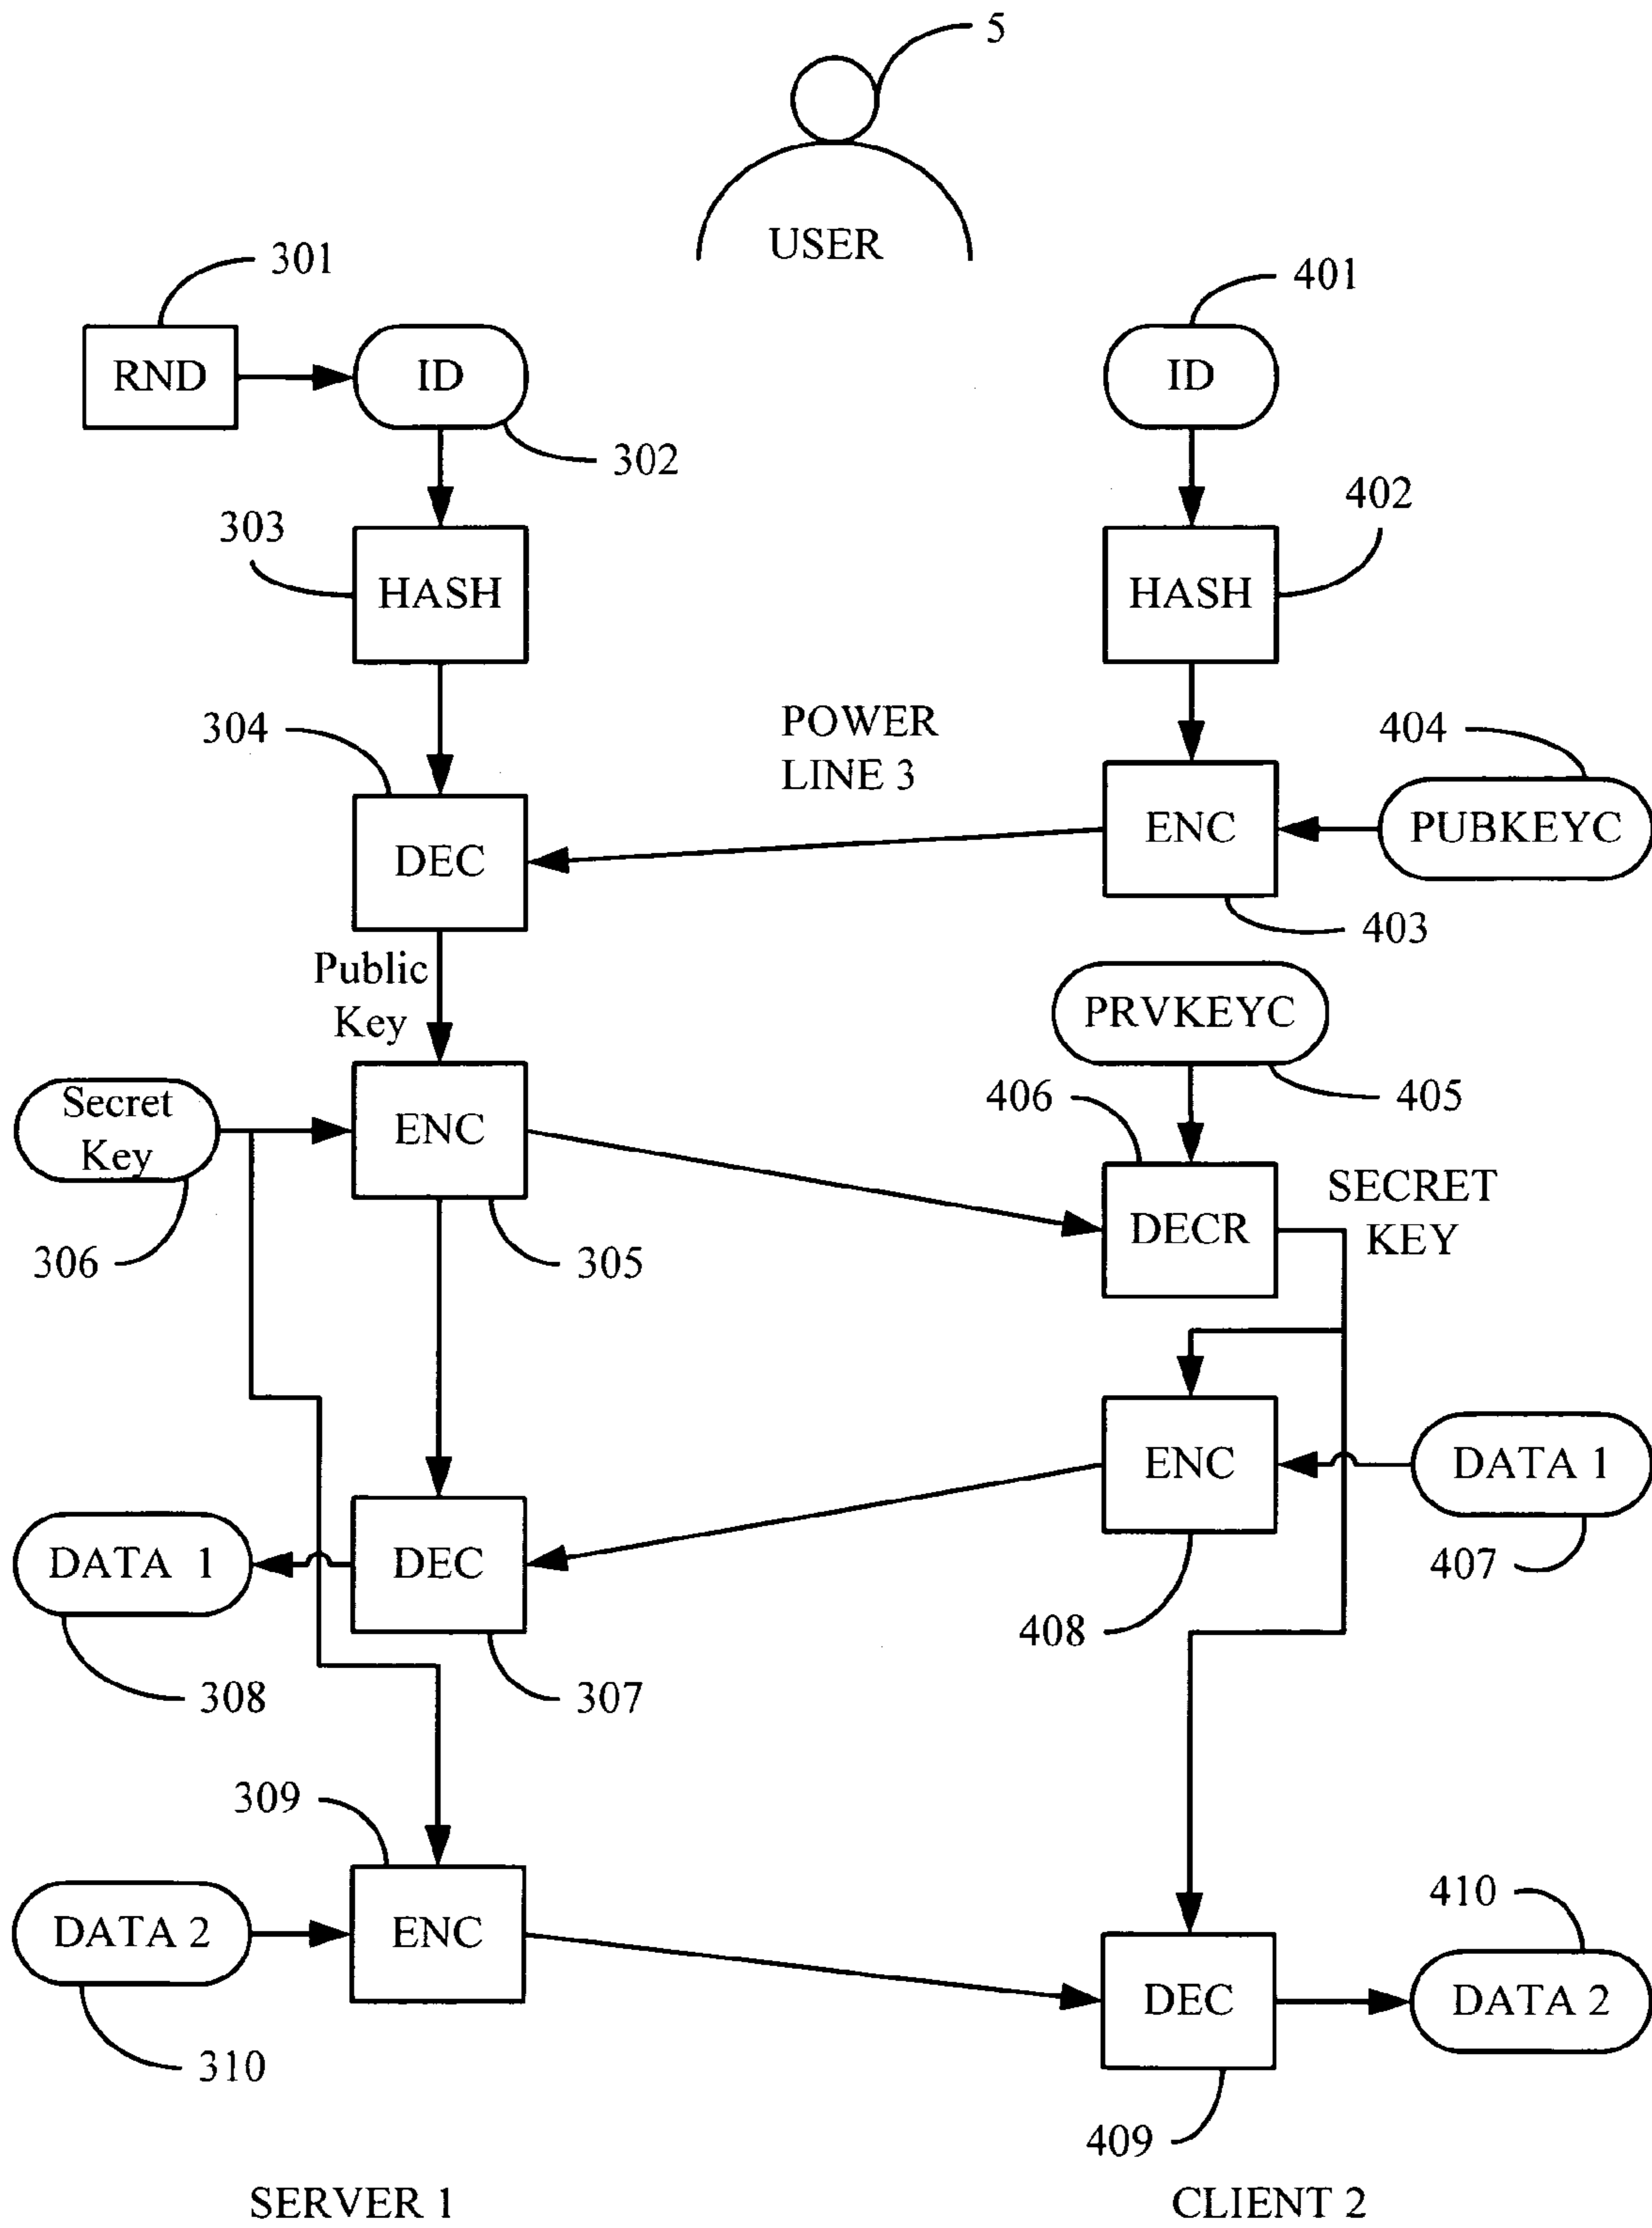 5
USER
301
401
RND
ID
ID
302
402
303
HASH
HASH
304
POWER
LINE 3
404
ENC
PUBKEYC
DEC
403
Public
Key
PRVKEYC
406
405
Secret
Key
ENC
SECRET
KEY
DECR
306
305
ENC
DATA 1
DATA 1
DEC
407
408
308
307
309
410
DATA 2
ENC
DEC
DATA 2
310
409
SERVER 1
CLIENT 2